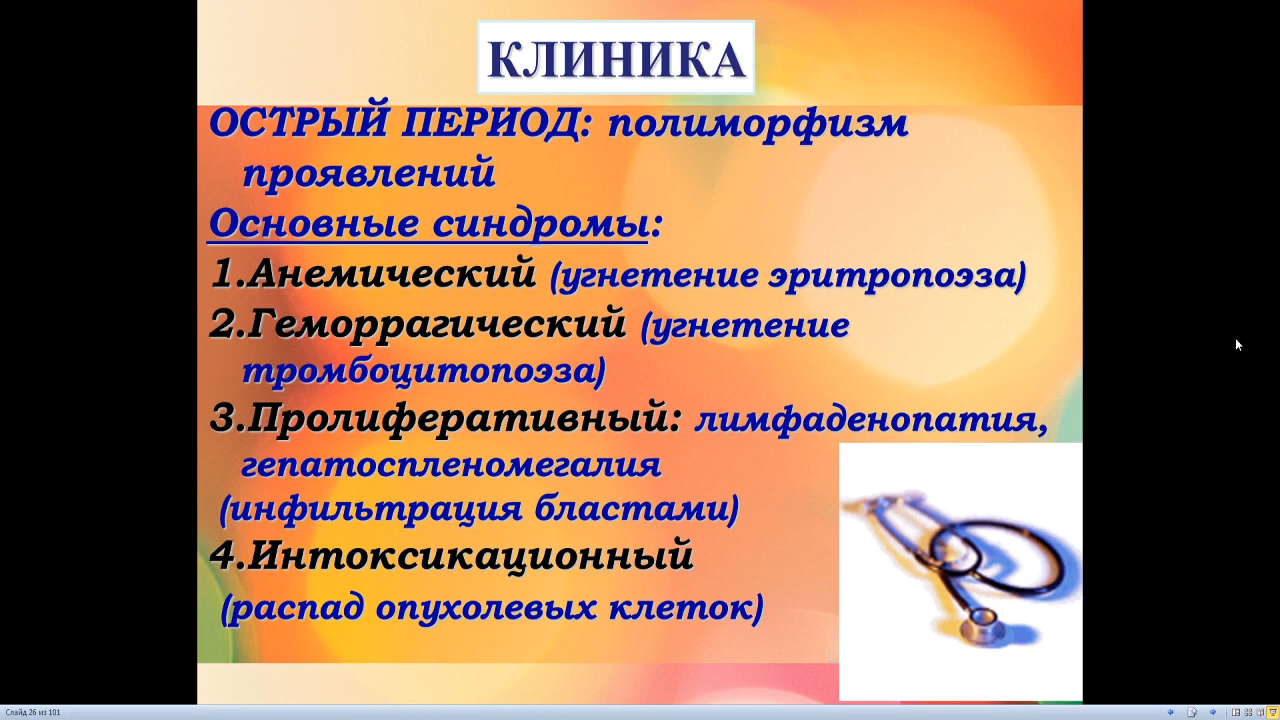 КЛИНИКА
ОСТРЫЙ ПЕРИОД: полиморфизм
проявлений
Основные синдромы:
1.Анемический (угнетение эритропоэза)
2.Геморрагический (угнетение
тромбоцитопоэза)
3.Пролиферативный: лимфаденопатия,
гепатоспленомегалия
(инфильтрация бластами)
4.Интоксикационный
(распад опухолевых клеток)
Слайд 26 из 101